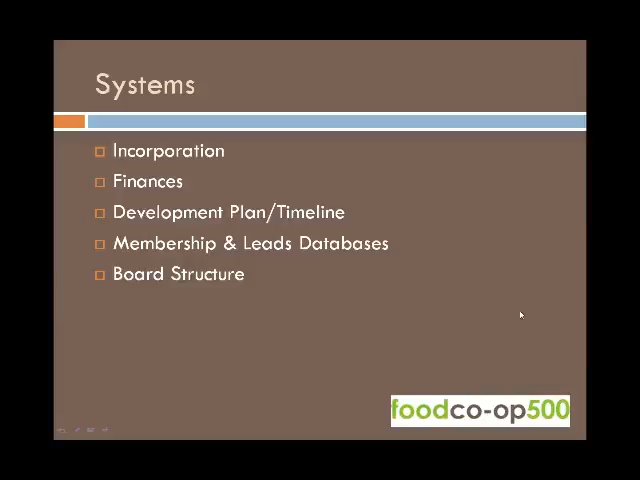 Systems
Incorporation
Finances
Development Plan/Timeline
Membership & Leads Databases
Board Structure
foodco-op500